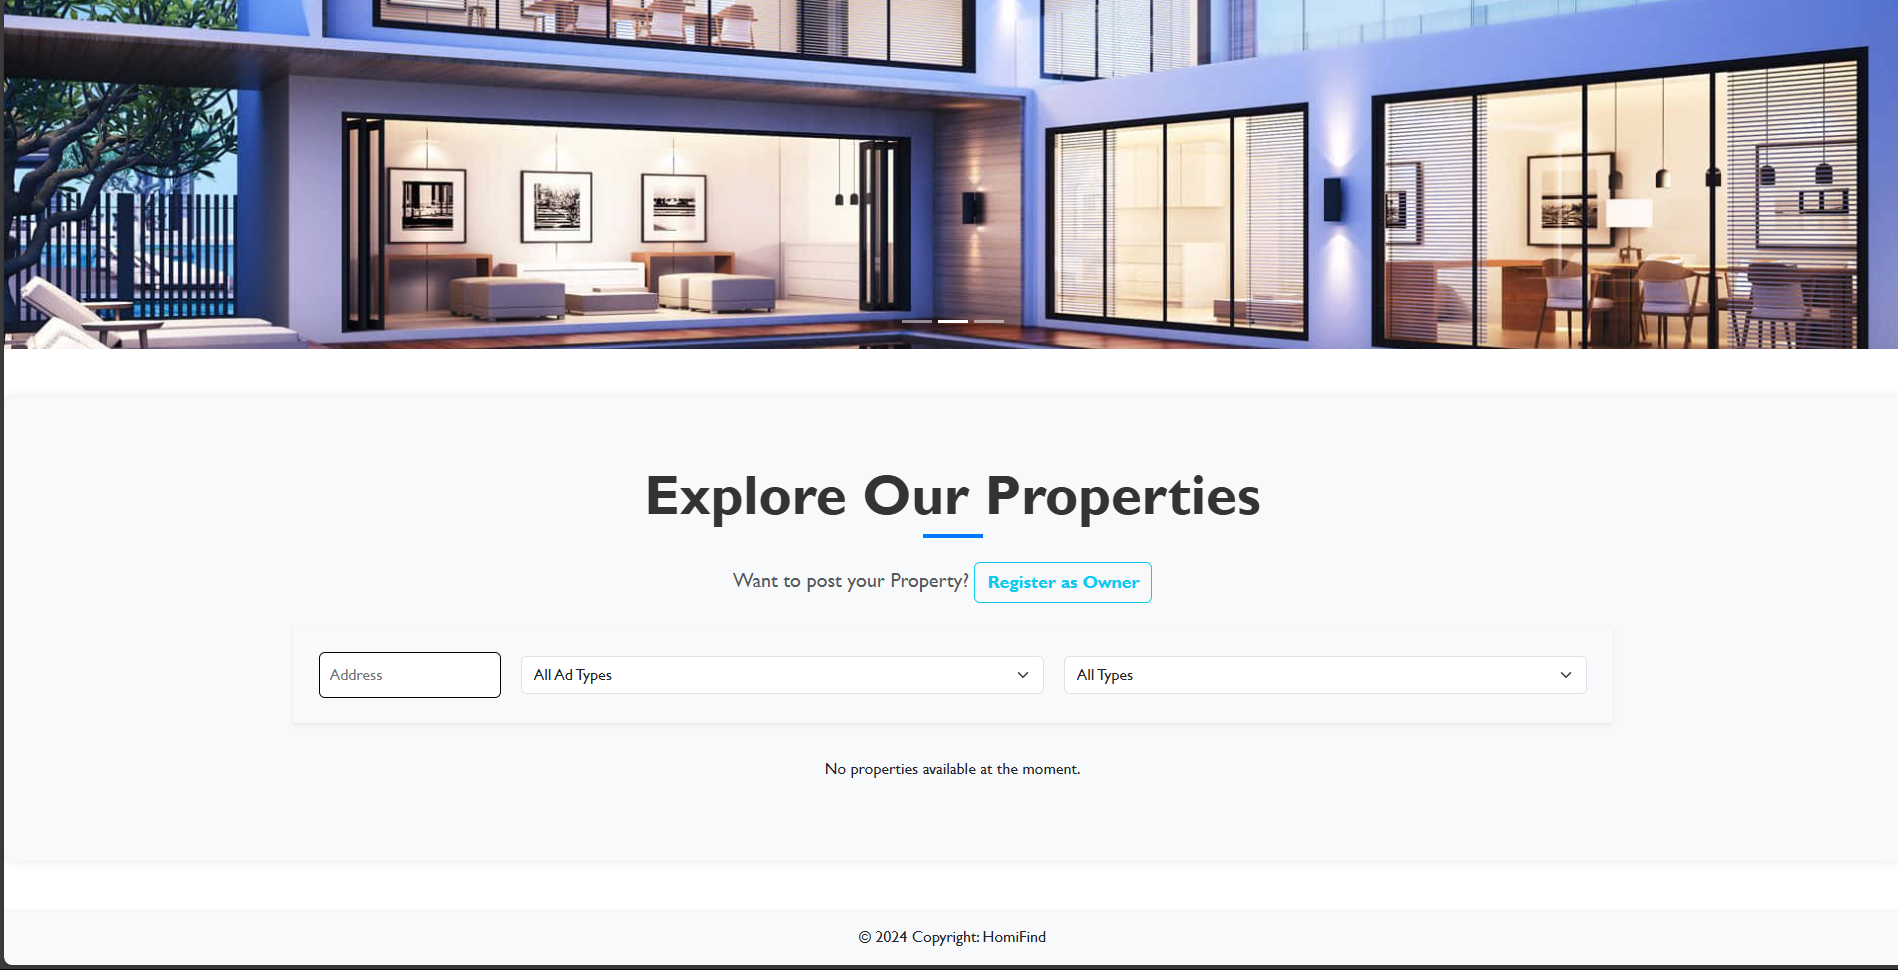 Explore Our Properties
Want to post your Property? Register as Owner
Address All Ad Types All Types
No properties available at the moment.
© 2024 Copyright: HomiFind